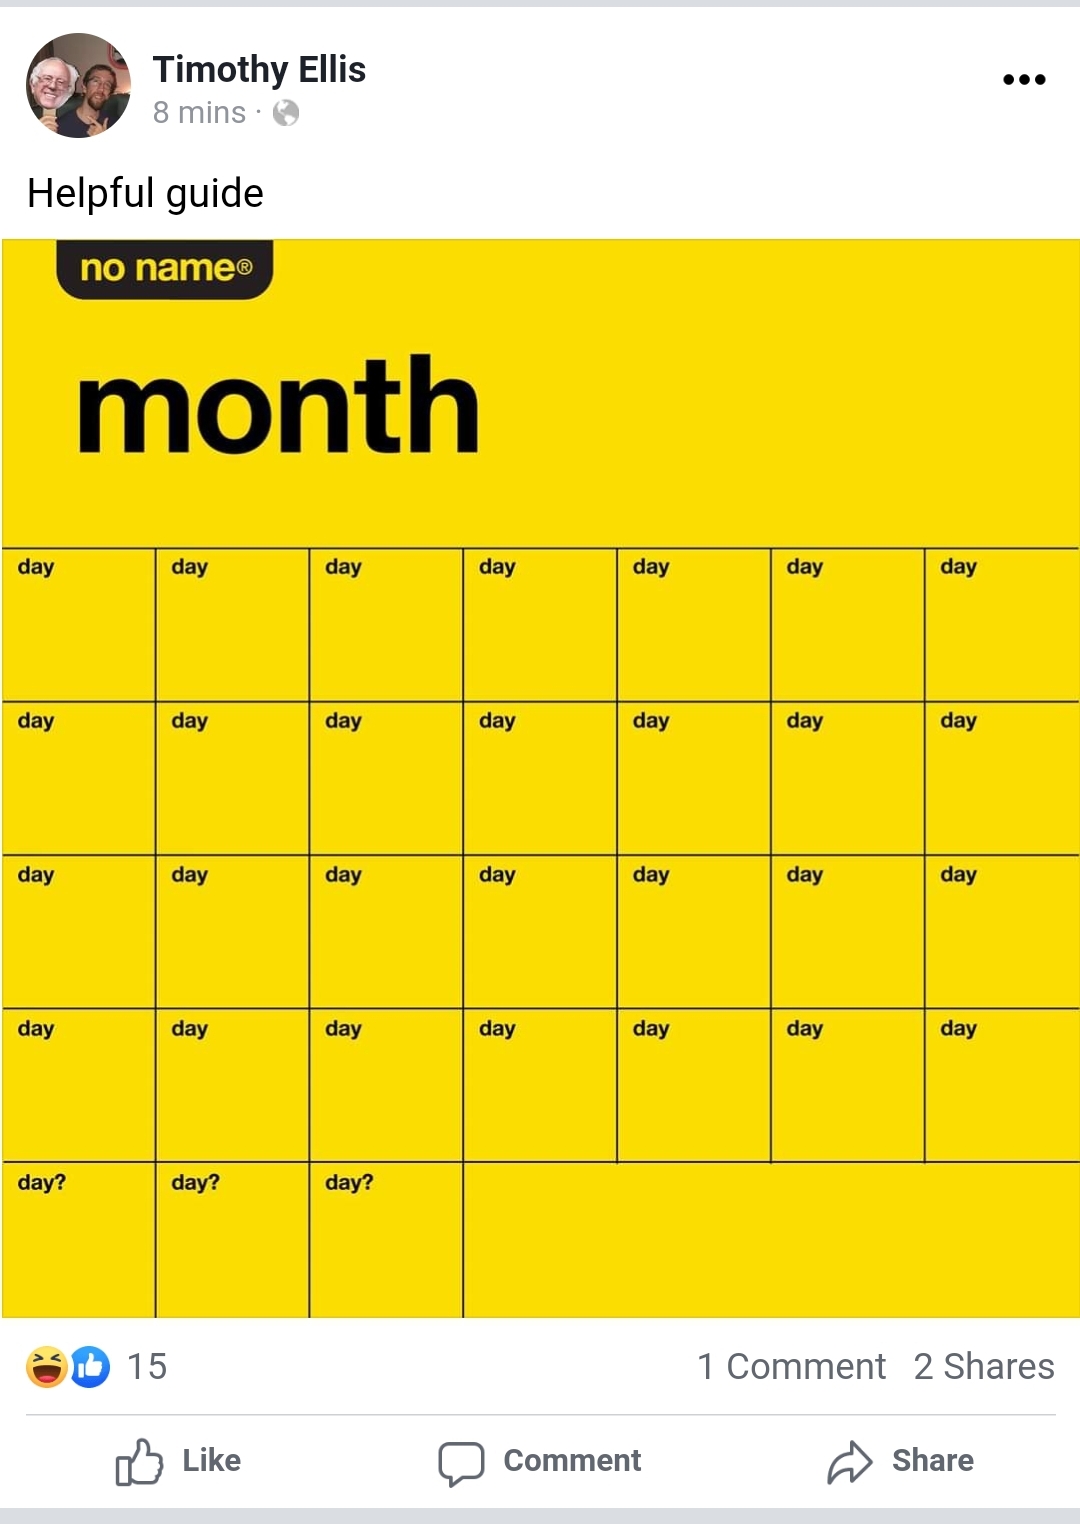 Timothy Ellis
8 mins ·
Helpful guide
no name®
month
day day day day day day day
day day day day day day day
day day day day day day day
day day day day day day day
day? day? day?
15 1 Comment 2 Shares
Like Comment Share